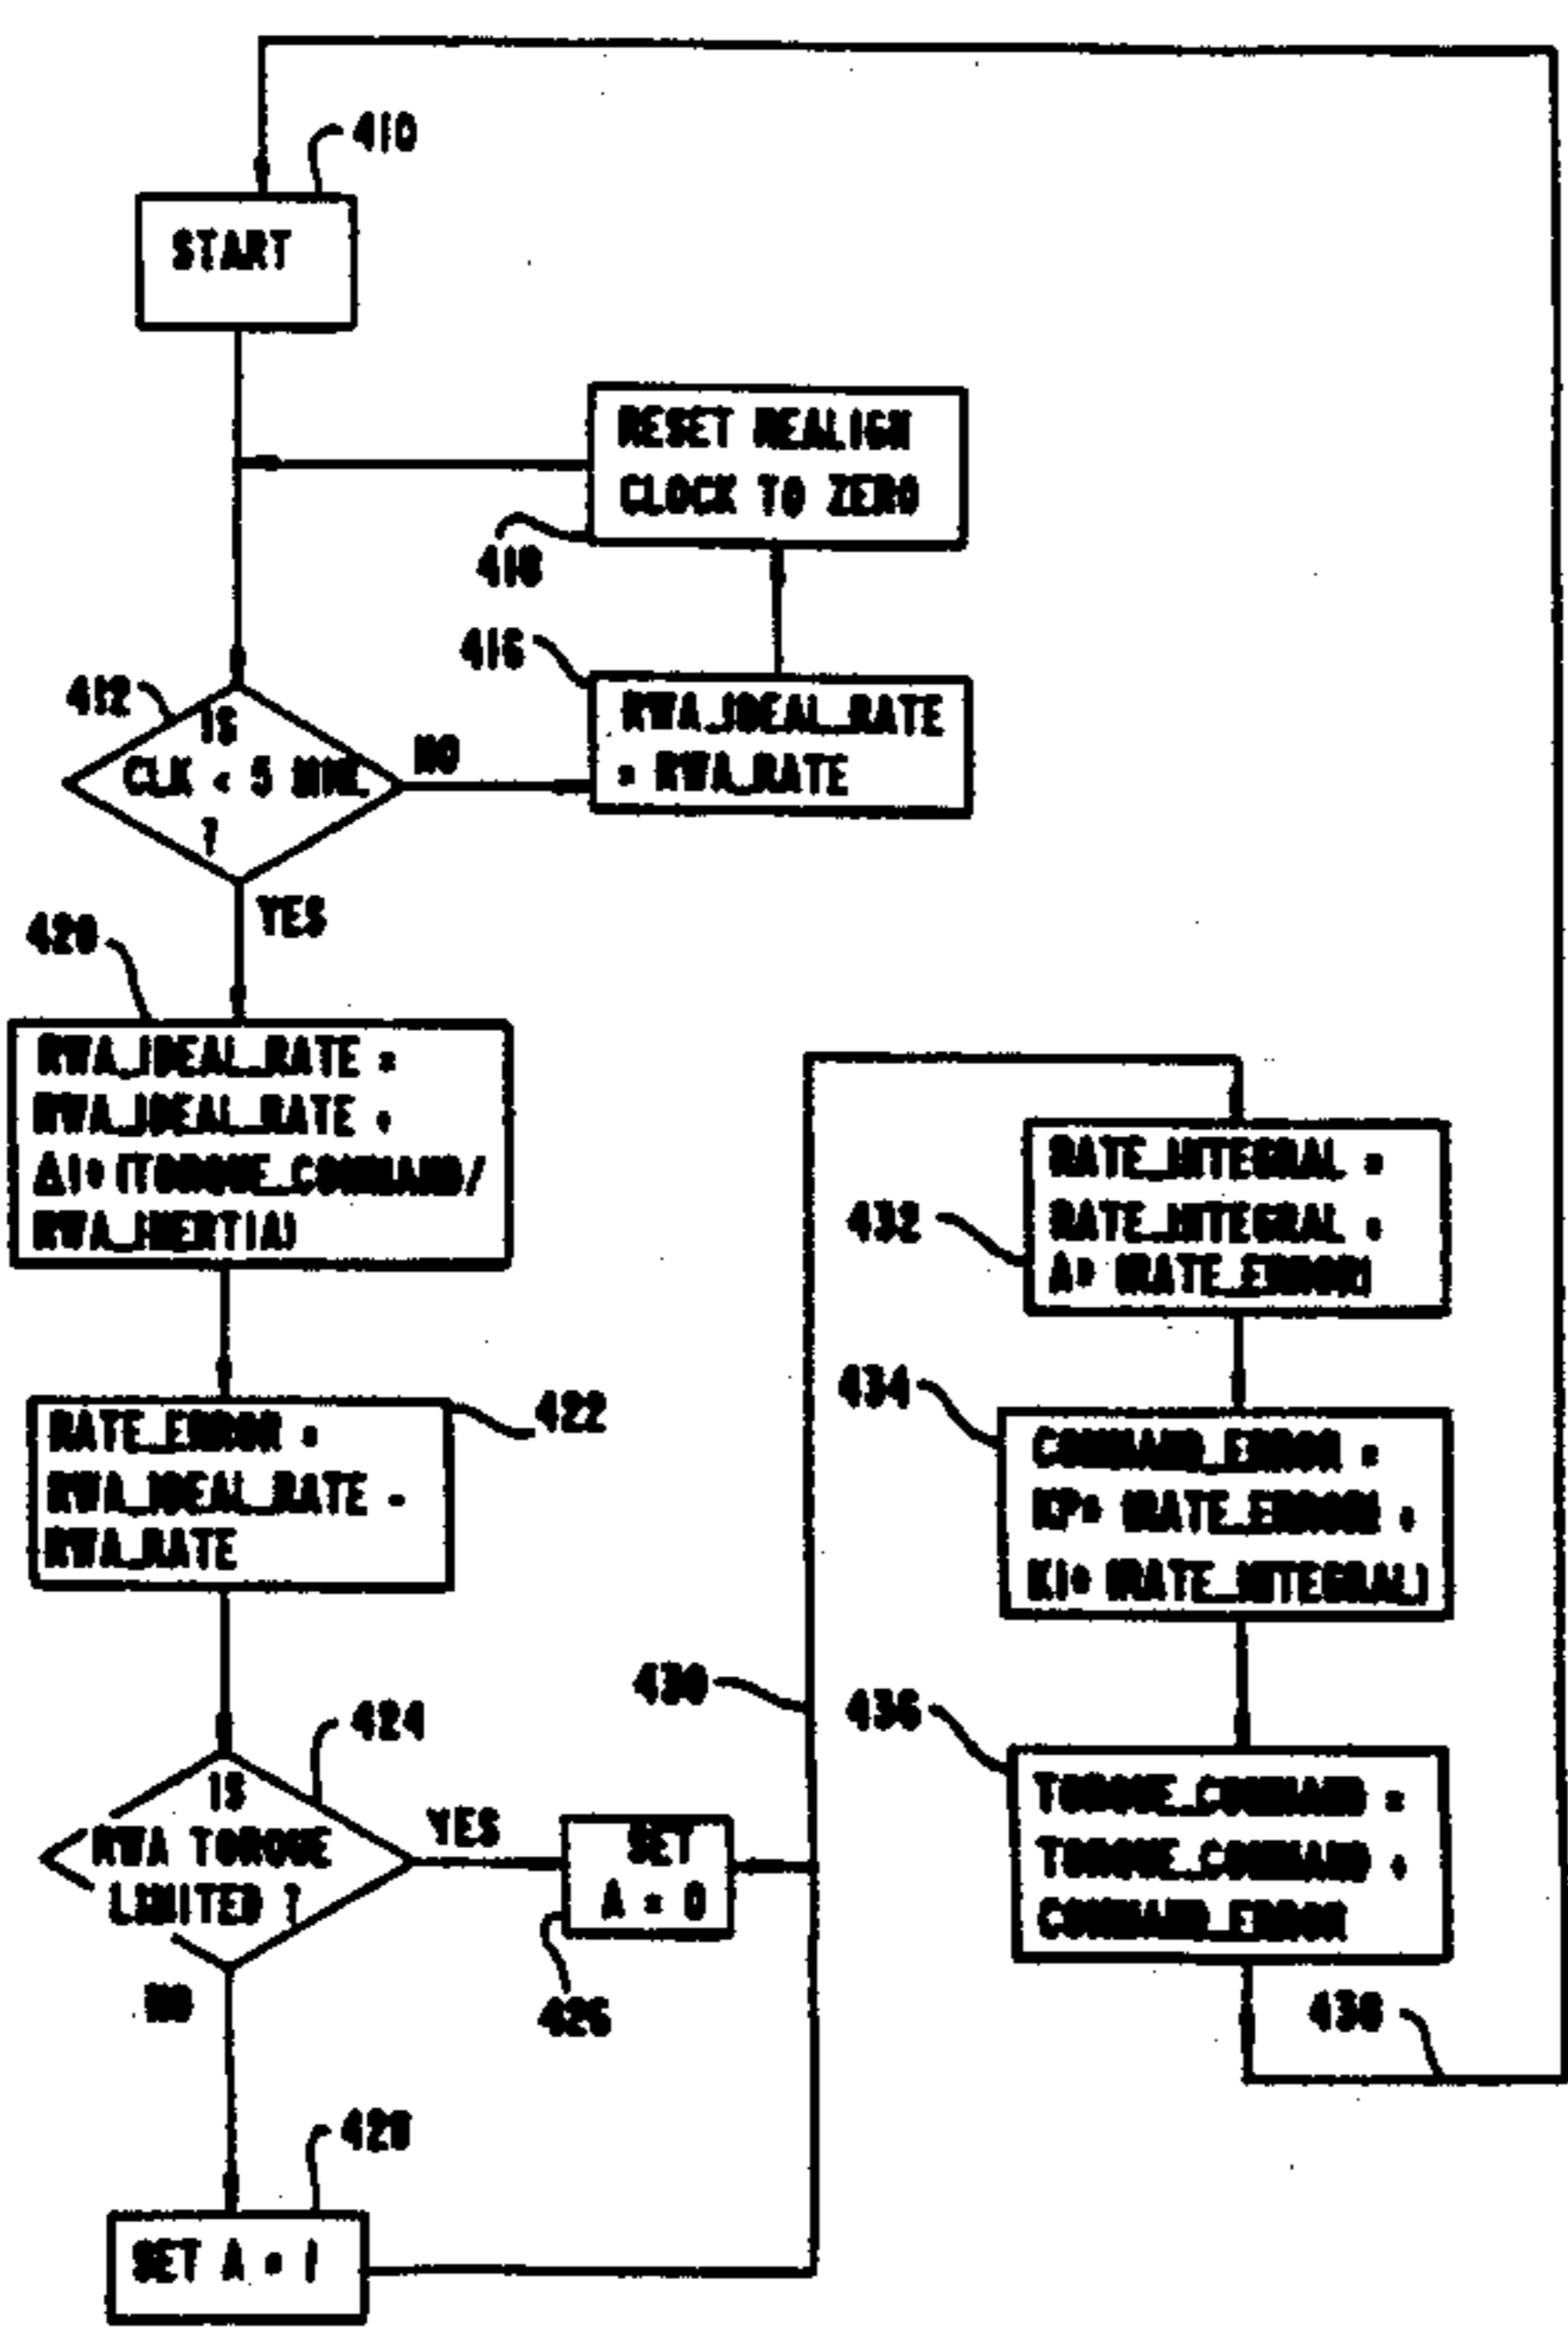 410
START
RESET REALIGN
CLOCK TO ZERO
418
416
RWA_IDEAL_RATE
= RWA_RATE
412
IS
CLK < 5 MIN.
?
NO
YES
420
RWA_IDEAL_RATE =
RWA_IDEAL_RATE +
(TORQUE_COMMAND/
RWA_INERTIA)
422
RATE_ERROR =
RWA_IDEAL_RATE -
RWA_RATE
424
IS
RWA TORQUE
LIMITED ?
YES
SET
A = 0
426
NO
428
SET A = 1
430
432
RATE_INTEGRAL =
RATE_INTEGRAL +
A* (RATE_ERROR)
434
COMMAND_ERROR =
KP* (RATE_ERROR +
KI* (RATE_INTEGRAL)
436
TORQUE_COMMAND =
TORQUE_COMMAND +
COMMAND_ERROR
438